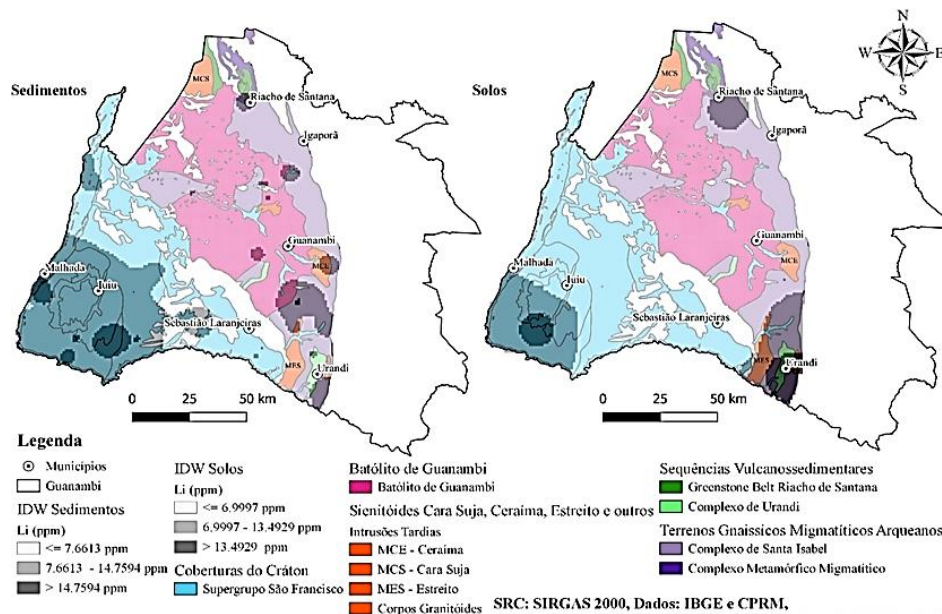 Sedimentos
Solos
N
W
E
S
MCS
Riacho de Santana
Igaporã
Guanambi
MCE
Malhada
Iuiu
Sebastião Laranjeiras
MES
Urandi
0 25 50 km
MCS
Riacho de Santana
Igaporã
Guanambi
MCE
Malhada
Iuiu
Sebastião Laranjeiras
MES
Urandi
0 25 50 km
Legenda
Municípios
Guanambi
IDW Sedimentos
Li (ppm)
<= 7.6613 ppm
7.6613 - 14.7594 ppm
> 14.7594 ppm
IDW Solos
Li (ppm)
<= 6.9997 ppm
6.9997 - 13.4929 ppm
> 13.4929 ppm
Coberturas do Cráton
Supergrupo São Francisco
Batólito de Guanambi
Batólito de Guanambi
Sienitóides Cara Suja, Ceraíma, Estreito e outros
Intrusões Tardias
MCE - Ceraíma
MCS - Cara Suja
MES - Estreito
Corpos Granitóides
Sequências Vulcanossedimentares
Greenstone Belt Riacho de Santana
Complexo de Urandi
Terrenos Gnaissicos Migmatíticos Arqueanos
Complexo de Santa Isabel
Complexo Metamórfico Migmatítico
SRC: SIRGAS 2000, Dados: IBGE e CPRM,